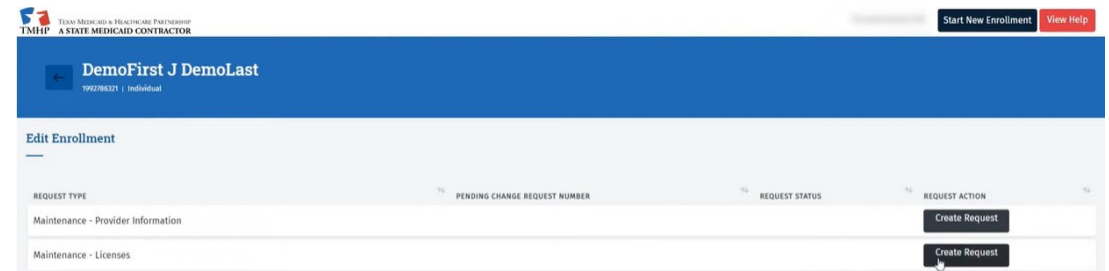 TEXAS MEDICAID & HEALTHCARE PARTNERSHIP
TMHP A STATE MEDICAID CONTRACTOR
Start New Enrollment View Help
DemoFirst J DemoLast
1992786321 | Individual
Edit Enrollment
REQUEST TYPE PENDING CHANGE REQUEST NUMBER REQUEST STATUS REQUEST ACTION
Maintenance - Provider Information Create Request
Maintenance - Licenses Create Request